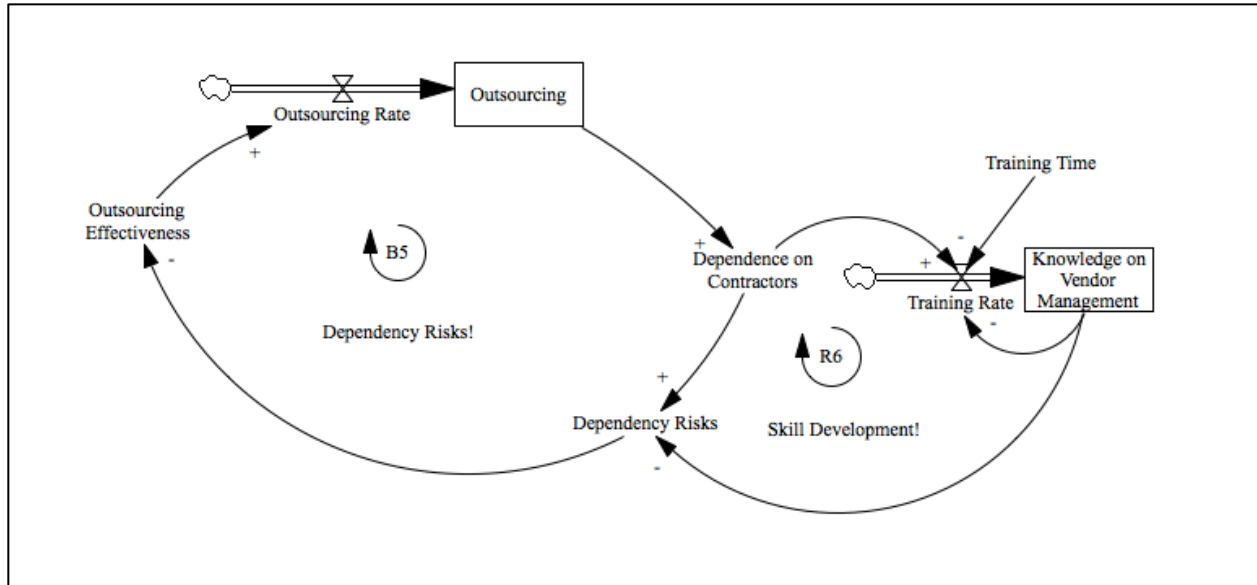 Outsourcing
Outsourcing Rate
+
Training Time
Outsourcing
Effectiveness
-
B5
+
Dependence on
Contractors
-
+
Knowledge on
Vendor
Management
Training Rate
-
Dependency Risks!
R6
+
Dependency Risks
Skill Development!
-